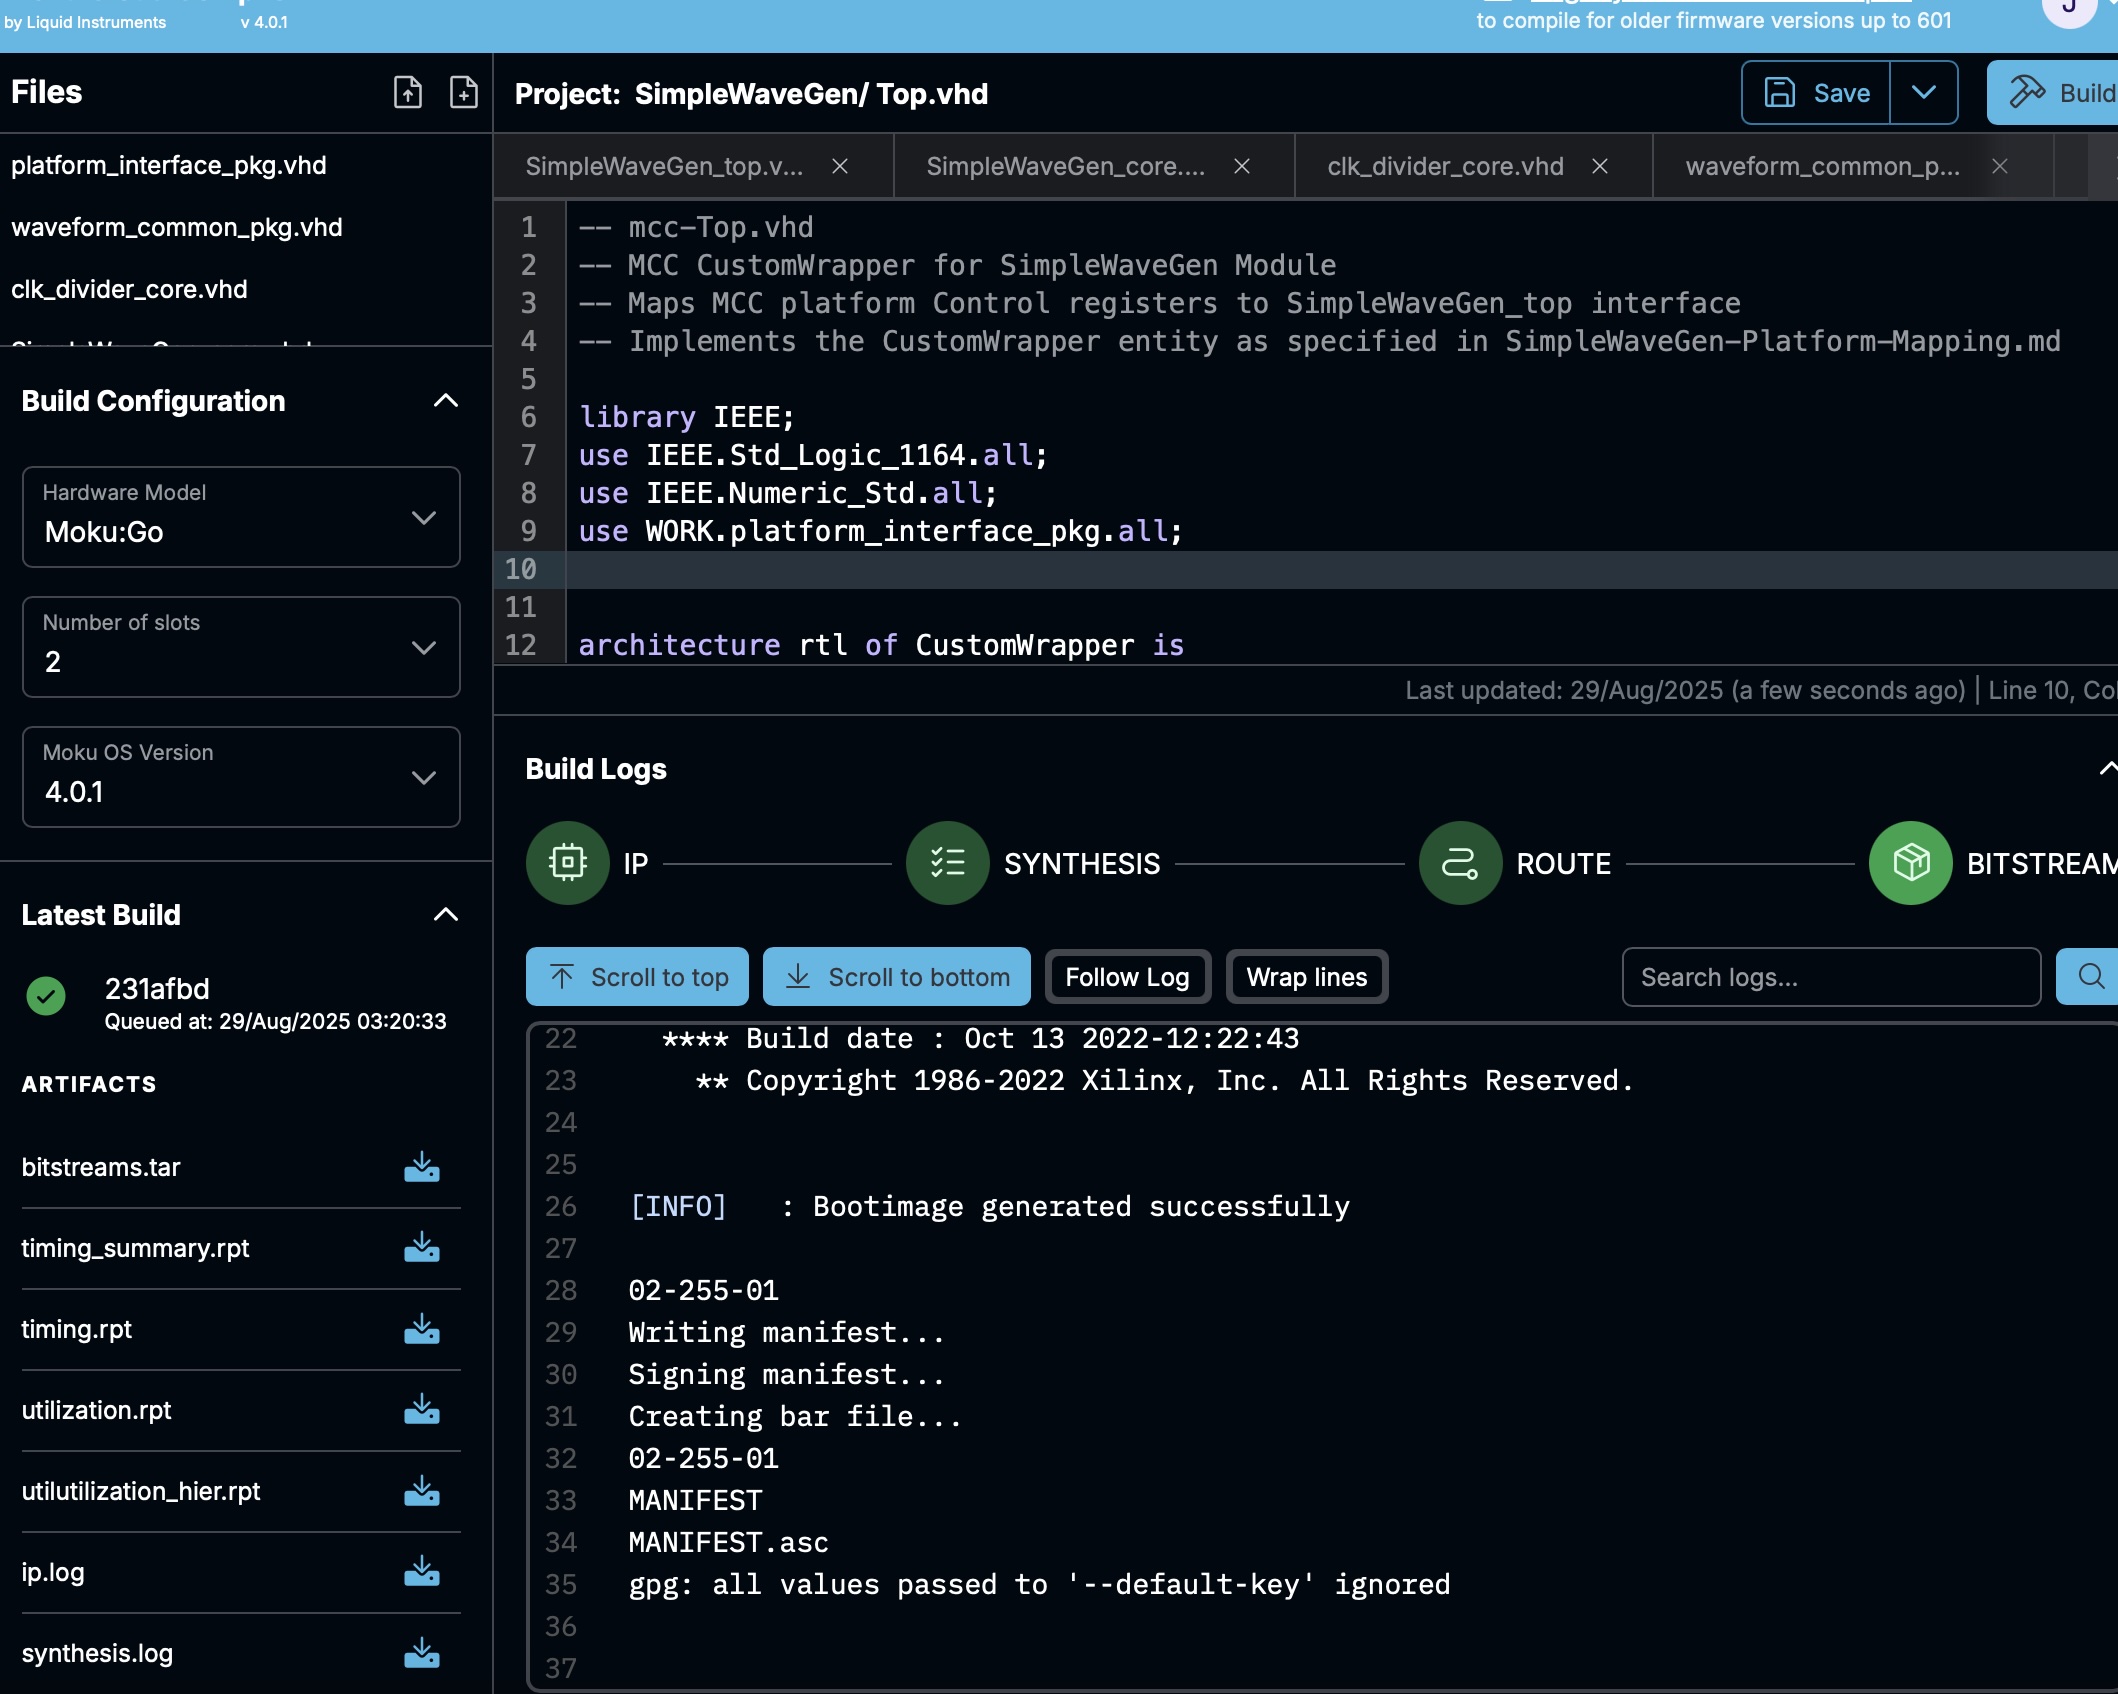 by Liquid Instruments v 4.0.1
to compile for older firmware versions up to 601
J
Files
platform_interface_pkg.vhd
waveform_common_pkg.vhd
clk_divider_core.vhd
Build Configuration
Hardware Model
Moku:Go
Number of slots
2
Moku OS Version
4.0.1
Latest Build
231afbd
Queued at: 29/Aug/2025 03:20:33
ARTIFACTS
bitstreams.tar
timing_summary.rpt
timing.rpt
utilization.rpt
utilutilization_hier.rpt
ip.log
synthesis.log
Project: SimpleWaveGen/ Top.vhd
Save
Build
SimpleWaveGen_top.v...
SimpleWaveGen_core....
clk_divider_core.vhd
waveform_common_p...
1 -- mcc-Top.vhd
2 -- MCC CustomWrapper for SimpleWaveGen Module
3 -- Maps MCC platform Control registers to SimpleWaveGen_top interface
4 -- Implements the CustomWrapper entity as specified in SimpleWaveGen-Platform-Mapping.md
5
6 library IEEE;
7 use IEEE.Std_Logic_1164.all;
8 use IEEE.Numeric_Std.all;
9 use WORK.platform_interface_pkg.all;
10
11
12 architecture rtl of CustomWrapper is
Last updated: 29/Aug/2025 (a few seconds ago) | Line 10, Co
Build Logs
IP
SYNTHESIS
ROUTE
BITSTREAM
Scroll to top
Scroll to bottom
Follow Log
Wrap lines
Search logs...
22 **** Build date : Oct 13 2022-12:22:43
23 ** Copyright 1986-2022 Xilinx, Inc. All Rights Reserved.
24
25
26 [INFO] : Bootimage generated successfully
27
28 02-255-01
29 Writing manifest...
30 Signing manifest...
31 Creating bar file...
32 02-255-01
33 MANIFEST
34 MANIFEST.asc
35 gpg: all values passed to '--default-key' ignored
36
37